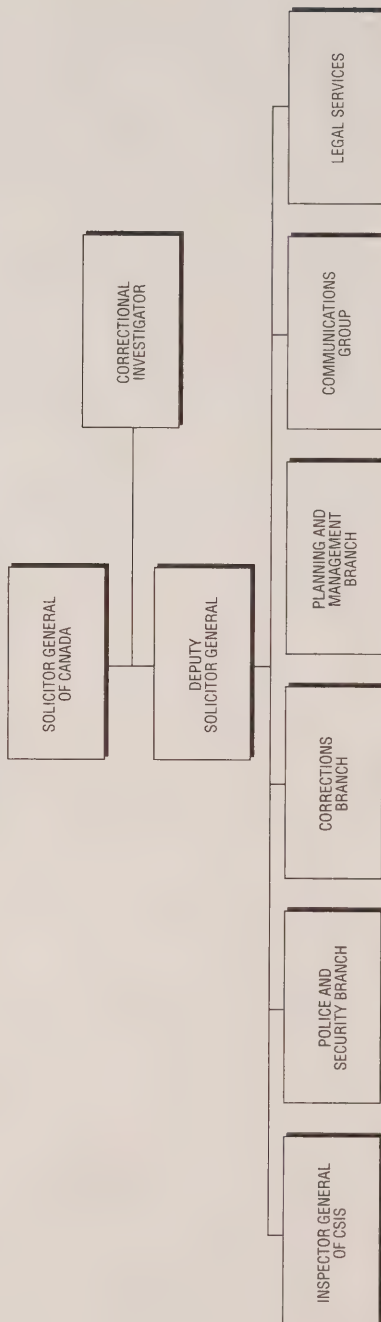 SOLICITOR GENERAL
OF CANADA
CORRECTIONAL
INVESTIGATOR
DEPUTY
SOLICITOR GENERAL
INSPECTOR GENERAL
OF CSIS
POLICE AND
SECURITY BRANCH
CORRECTIONS
BRANCH
PLANNING AND
MANAGEMENT
BRANCH
COMMUNICATIONS
GROUP
LEGAL SERVICES